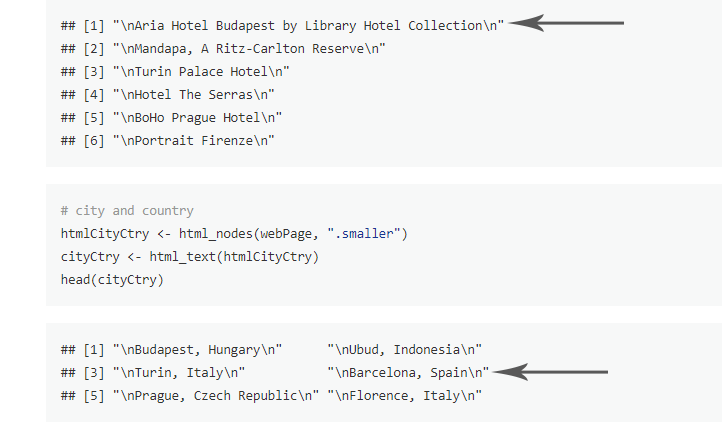 ## [1] "\nAria Hotel Budapest by Library Hotel Collection\n"
## [2] "\nMandapa, A Ritz-Carlton Reserve\n"
## [3] "\nTurin Palace Hotel\n"
## [4] "\nHotel The Serras\n"
## [5] "\nBoHo Prague Hotel\n"
## [6] "\nPortrait Firenze\n"
# city and country
htmlCityCtry <- html_nodes(webPage, ".smaller")
cityCtry <- html_text(htmlCityCtry)
head(cityCtry)
## [1] "\nBudapest, Hungary\n"      "\nUbud, Indonesia\n"
## [3] "\nTurin, Italy\n"           "\nBarcelona, Spain\n"
## [5] "\nPrague, Czech Republic\n" "\nFlorence, Italy\n"